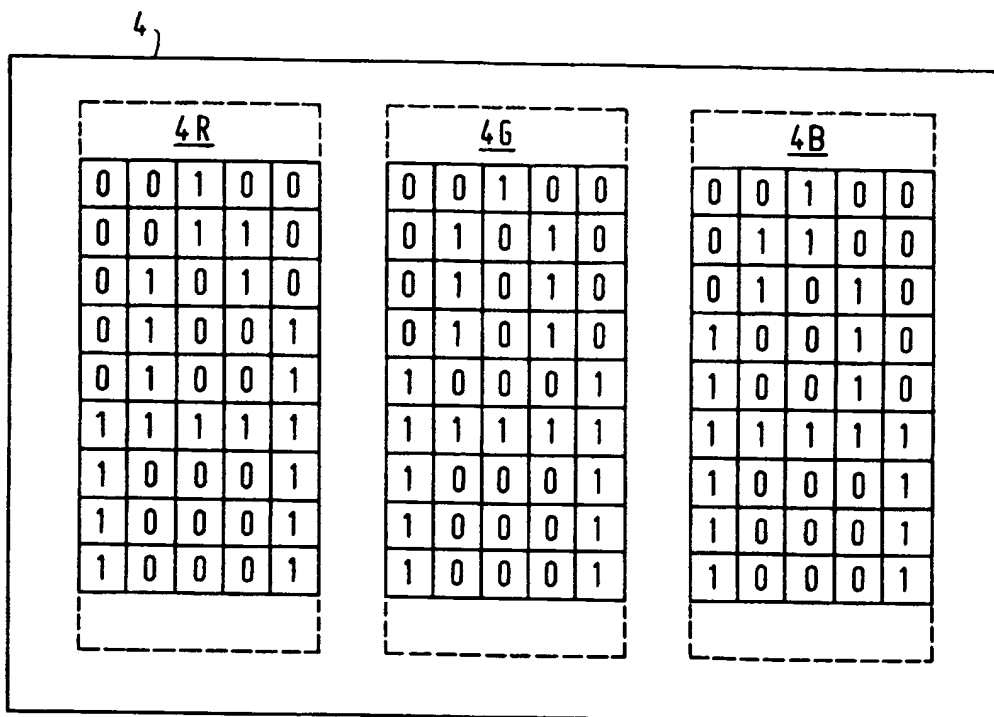 4
4R 4G 4B
0 0 1 0 0 0 0 1 0 0 0 0 1 0 0
0 0 1 1 0 0 1 0 1 0 0 1 1 0 0
0 1 0 1 0 0 1 0 1 0 0 1 0 1 0
0 1 0 0 1 0 1 0 1 0 1 0 0 1 0
0 1 0 0 1 1 0 0 0 1 1 0 0 1 0
1 1 1 1 1 1 1 1 1 1 1 1 1 1 1
1 0 0 0 1 1 0 0 0 1 1 0 0 0 1
1 0 0 0 1 1 0 0 0 1 1 0 0 0 1
1 0 0 0 1 1 0 0 0 1 1 0 0 0 1